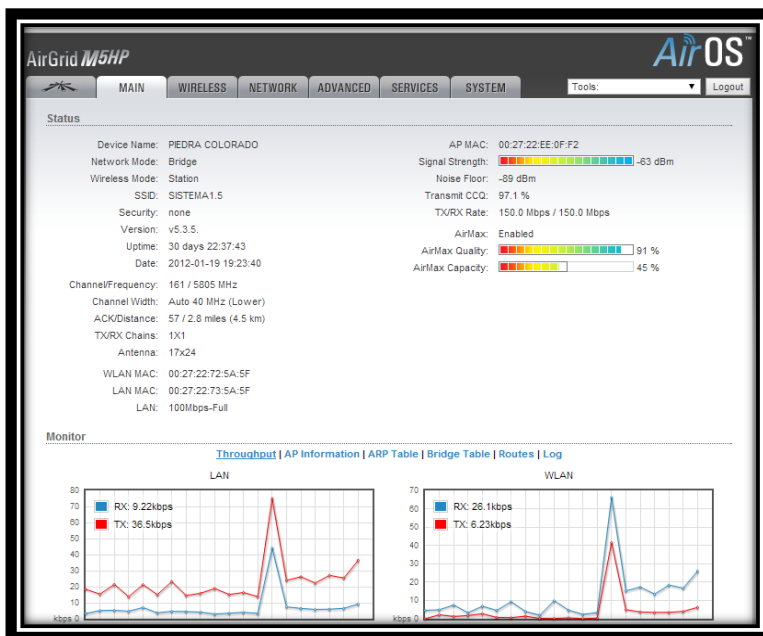 AirGrid M5HP
AirOS™
MAIN WIRELESS NETWORK ADVANCED SERVICES SYSTEM Tools: Logout
Status
Device Name: PIEDRA COLORADO
Network Mode: Bridge
Wireless Mode: Station
SSID: SISTEMA1.5
Security: none
Version: v5.3.5.
Uptime: 30 days 22:37:43
Date: 2012-01-19 19:23:40
Channel/Frequency: 161 / 5805 MHz
Channel Width: Auto 40 MHz (Lower)
ACK/Distance: 57 / 2.8 miles (4.5 km)
TX/RX Chains: 1X1
Antenna: 17x24
WLAN MAC: 00:27:22:72:5A:5F
LAN MAC: 00:27:22:73:5A:5F
LAN: 100Mbps-Full
AP MAC: 00:27:22:EE:0F:F2
Signal Strength: -63 dBm
Noise Floor: -89 dBm
Transmit CCQ: 97.1 %
TX/RX Rate: 150.0 Mbps / 150.0 Mbps
AirMax: Enabled
AirMax Quality: 91 %
AirMax Capacity: 45 %
Monitor
Throughput | AP Information | ARP Table | Bridge Table | Routes | Log
LAN
80
70
60
50
40
30
20
10
kbps 0
RX: 9.22kbps
TX: 36.5kbps
WLAN
70
60
50
40
30
20
10
kbps 0
RX: 26.1kbps
TX: 6.23kbps